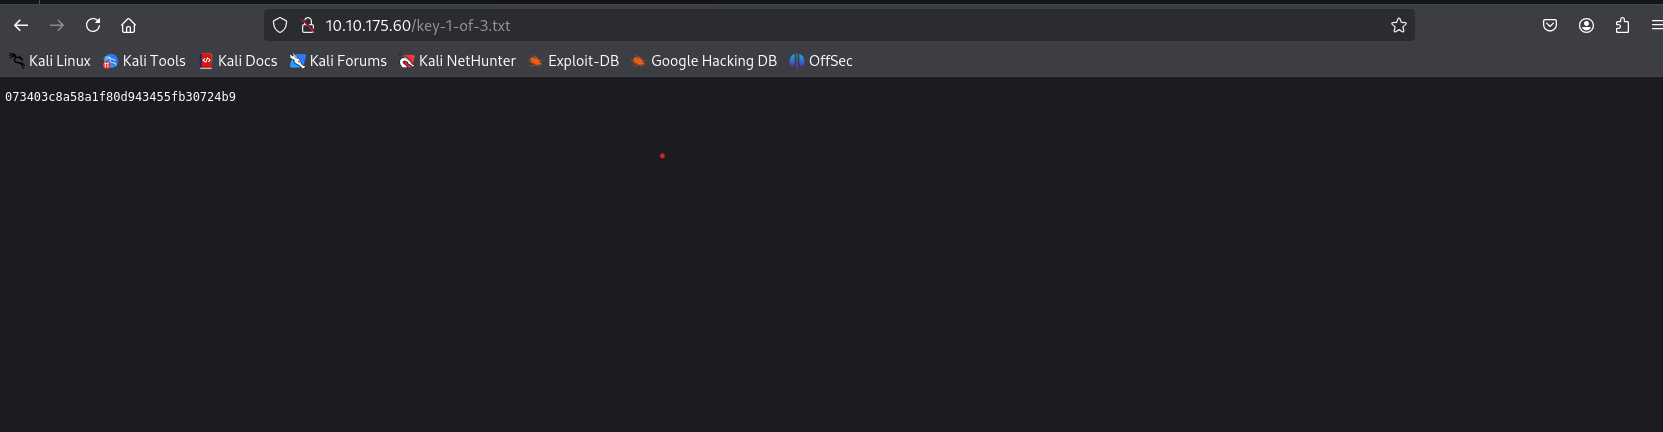 10.10.175.60/key-1-of-3.txt
Kali Linux Kali Tools Kali Docs Kali Forums Kali NetHunter Exploit-DB Google Hacking DB OffSec
073403c8a58a1f80d943455fb30724b9